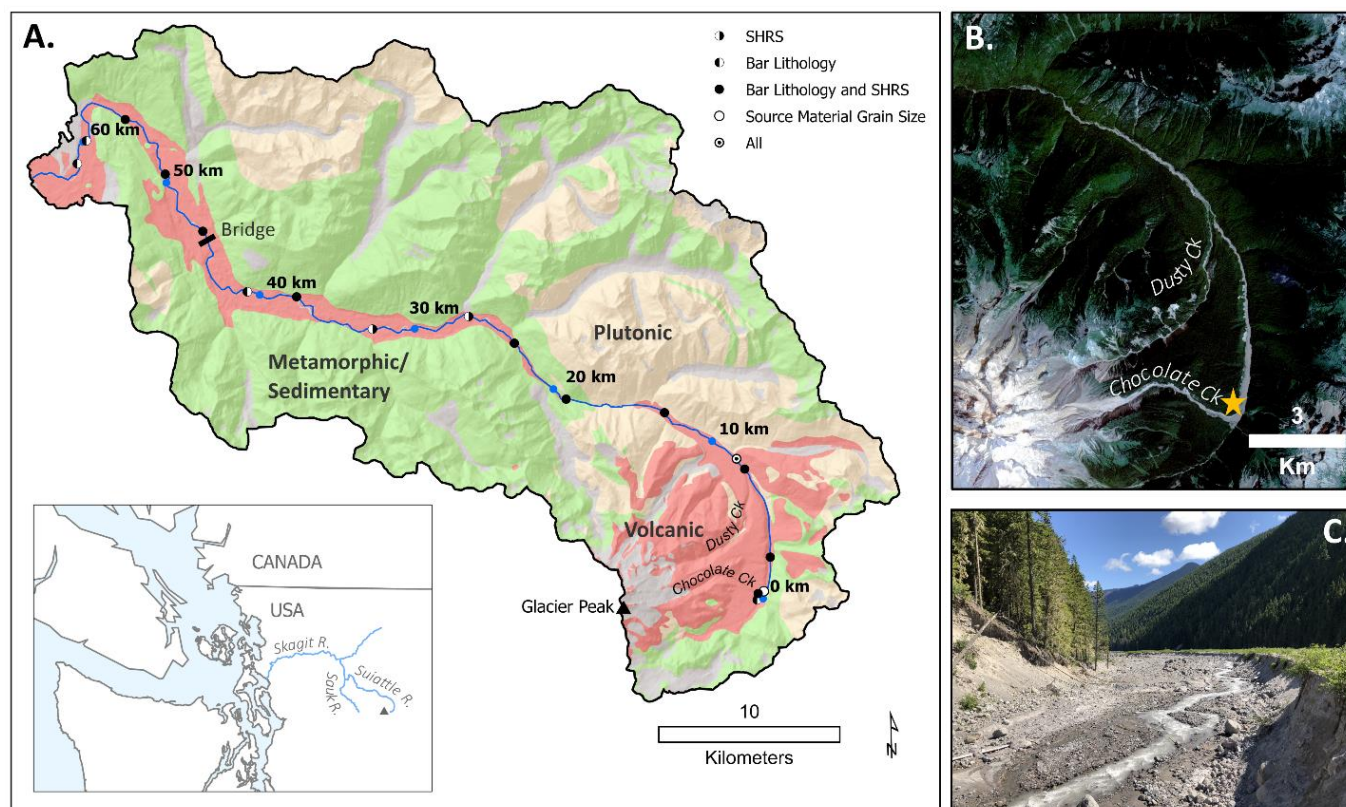 A.
SHRS
Bar Lithology
Bar Lithology and SHRS
Source Material Grain Size
All
60 km
50 km
Bridge
40 km
30 km
Plutonic
Metamorphic/
Sedimentary
20 km
10 km
Volcanic
Dusty Ck
Chocolate Ck
0 km
Glacier Peak
10
Kilometers
N
CANADA
USA
Skagit R.
Sauk R.
Suiattle R.
B.
Dusty Ck
Chocolate Ck
3
Km
C.